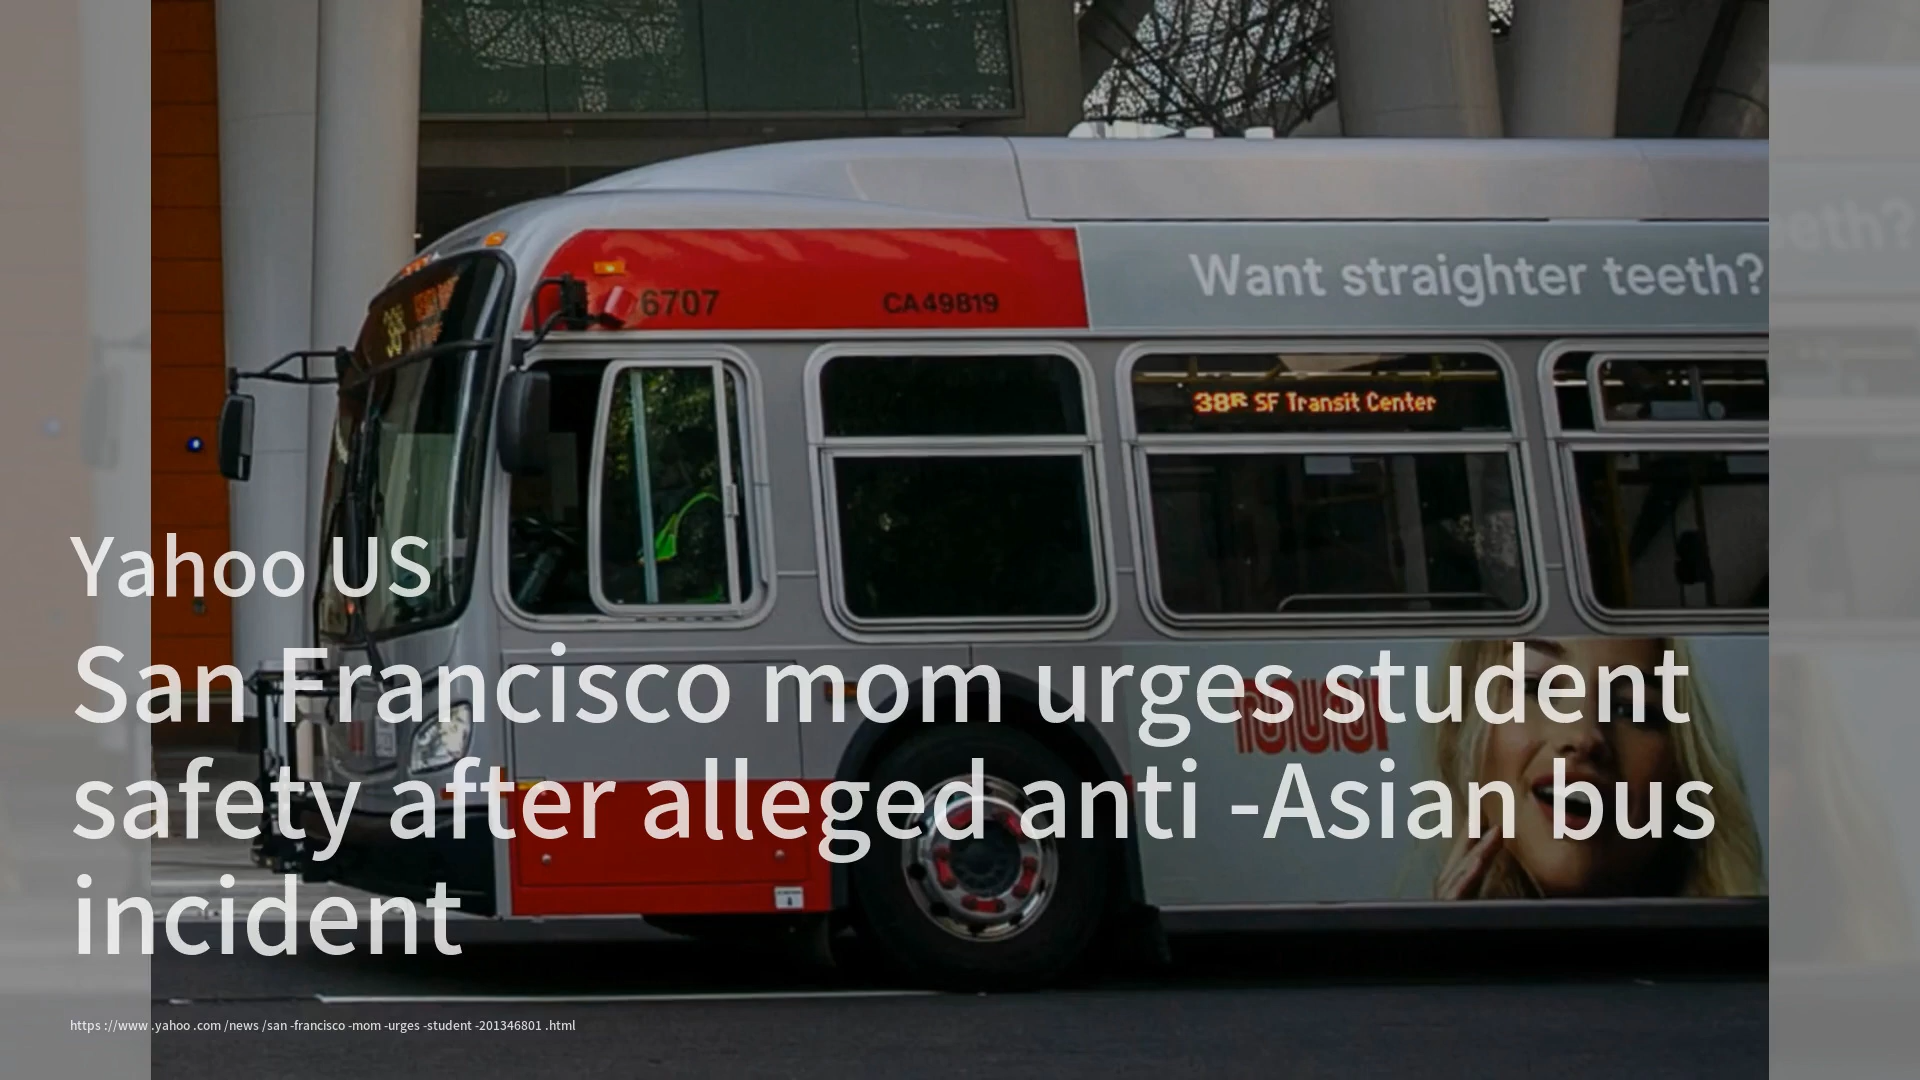 Want straighter teeth?
6707
CA49819
38R SF Transit Center
Yahoo US
San Francisco mom urges student
safety after alleged anti -Asian bus
incident
https ://www .yahoo .com /news /san -francisco -mom -urges -student -201346801 .html